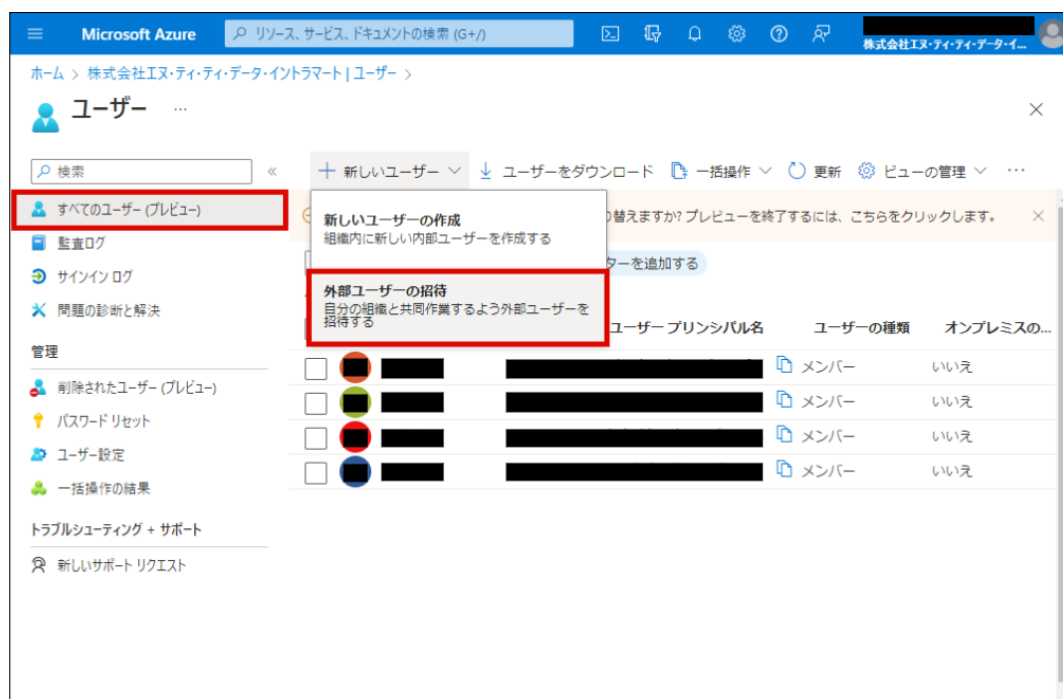 Microsoft Azure
リソース、サービス、ドキュメントの検索 (G+/)
株式会社エヌ・ティ・ティ・データ・イ...
ホーム > 株式会社エヌ・ティ・ティ・データ・イントラマート | ユーザー >
ユーザー ...
検索
«
+ 新しいユーザー
ユーザーをダウンロード
一括操作
更新
ビューの管理
...
すべてのユーザー (プレビュー)
監査ログ
サインイン ログ
問題の診断と解決
管理
削除されたユーザー (プレビュー)
パスワード リセット
ユーザー設定
一括操作の結果
トラブルシューティング + サポート
新しいサポート リクエスト
新しいユーザーの作成
組織内に新しい内部ユーザーを作成する
外部ユーザーの招待
自分の組織と共同作業するよう外部ユーザーを
招待する
り替えますか? プレビューを終了するには、こちらをクリックします。
ターを追加する
ユーザー プリンシパル名 ユーザーの種類 オンプレミスの...
メンバー いいえ
メンバー いいえ
メンバー いいえ
メンバー いいえ